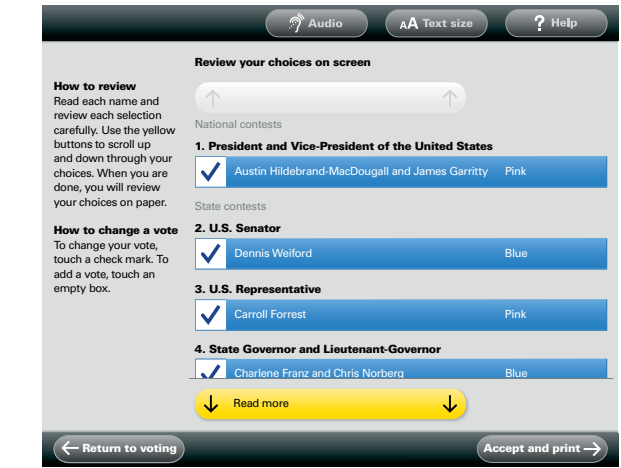 Audio
AA Text size
? Help
How to review
Read each name and
review each selection
carefully. Use the yellow
buttons to scroll up
and down through your
choices. When you are
done, you will review
your choices on paper.
How to change a vote
To change your vote,
touch a check mark. To
add a vote, touch an
empty box.
Review your choices on screen
National contests
1. President and Vice-President of the United States
Austin Hildebrand-MacDougall and James Garritty Pink
State contests
2. U.S. Senator
Dennis Weiford Blue
3. U.S. Representative
Carroll Forrest Pink
4. State Governor and Lieutenant-Governor
Charlene Franz and Chris Norberg Blue
Read more
Return to voting
Accept and print